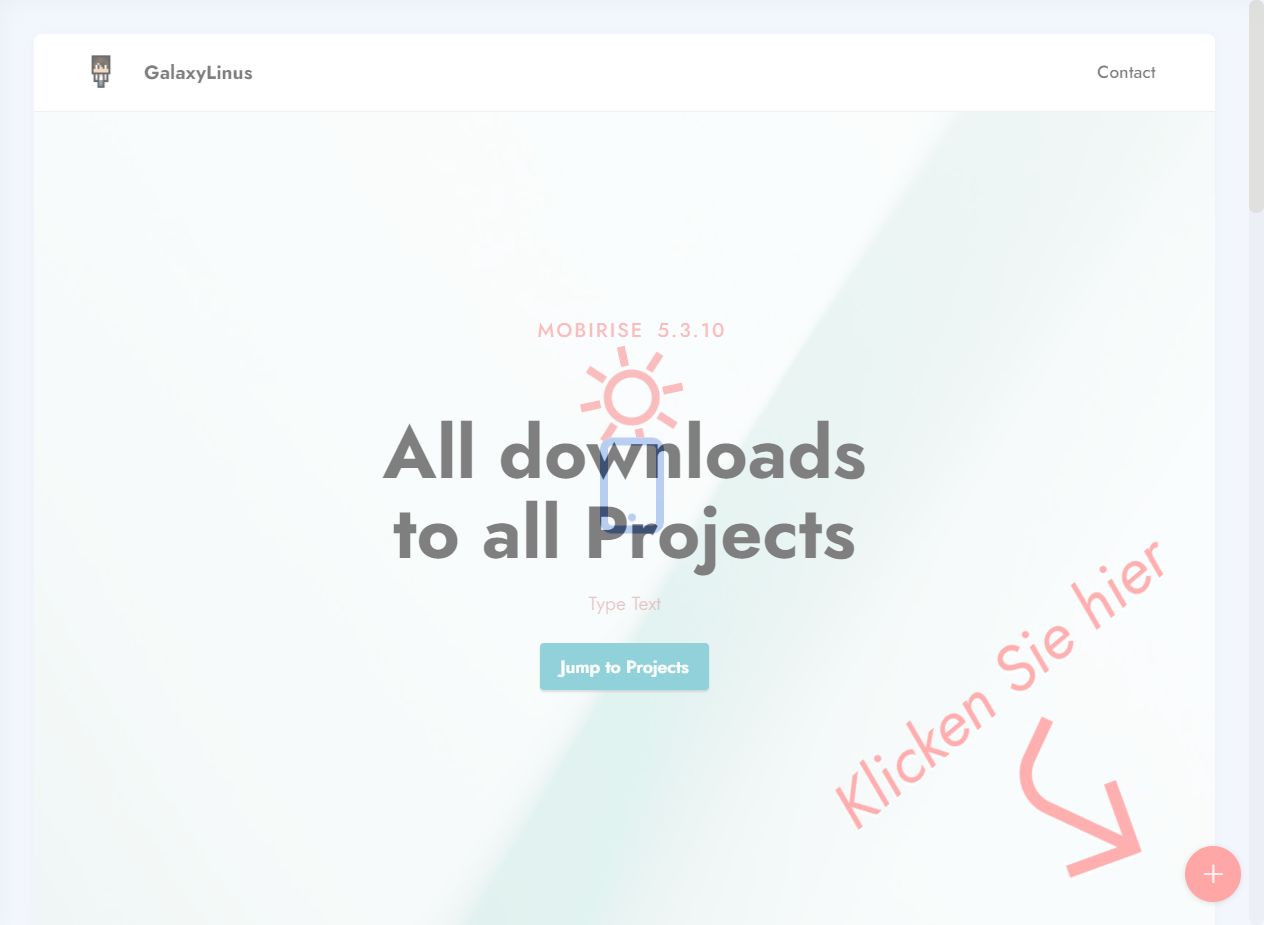 GalaxyLinus
Contact
MOBIRISE 5.3.10
All downloads
to all Projects
Type Text
Jump to Projects
Klicken Sie hier